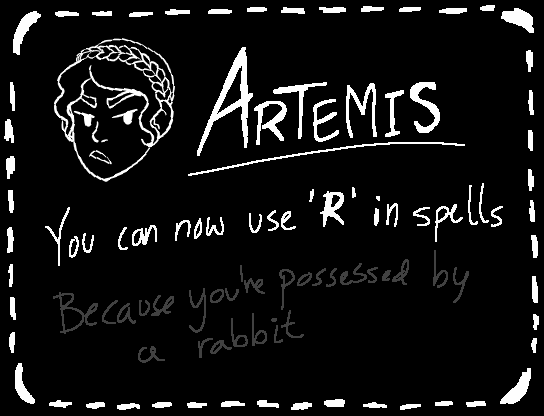 ARTEMIS
You can now use 'R' in spells
Because you're possessed by
a rabbit